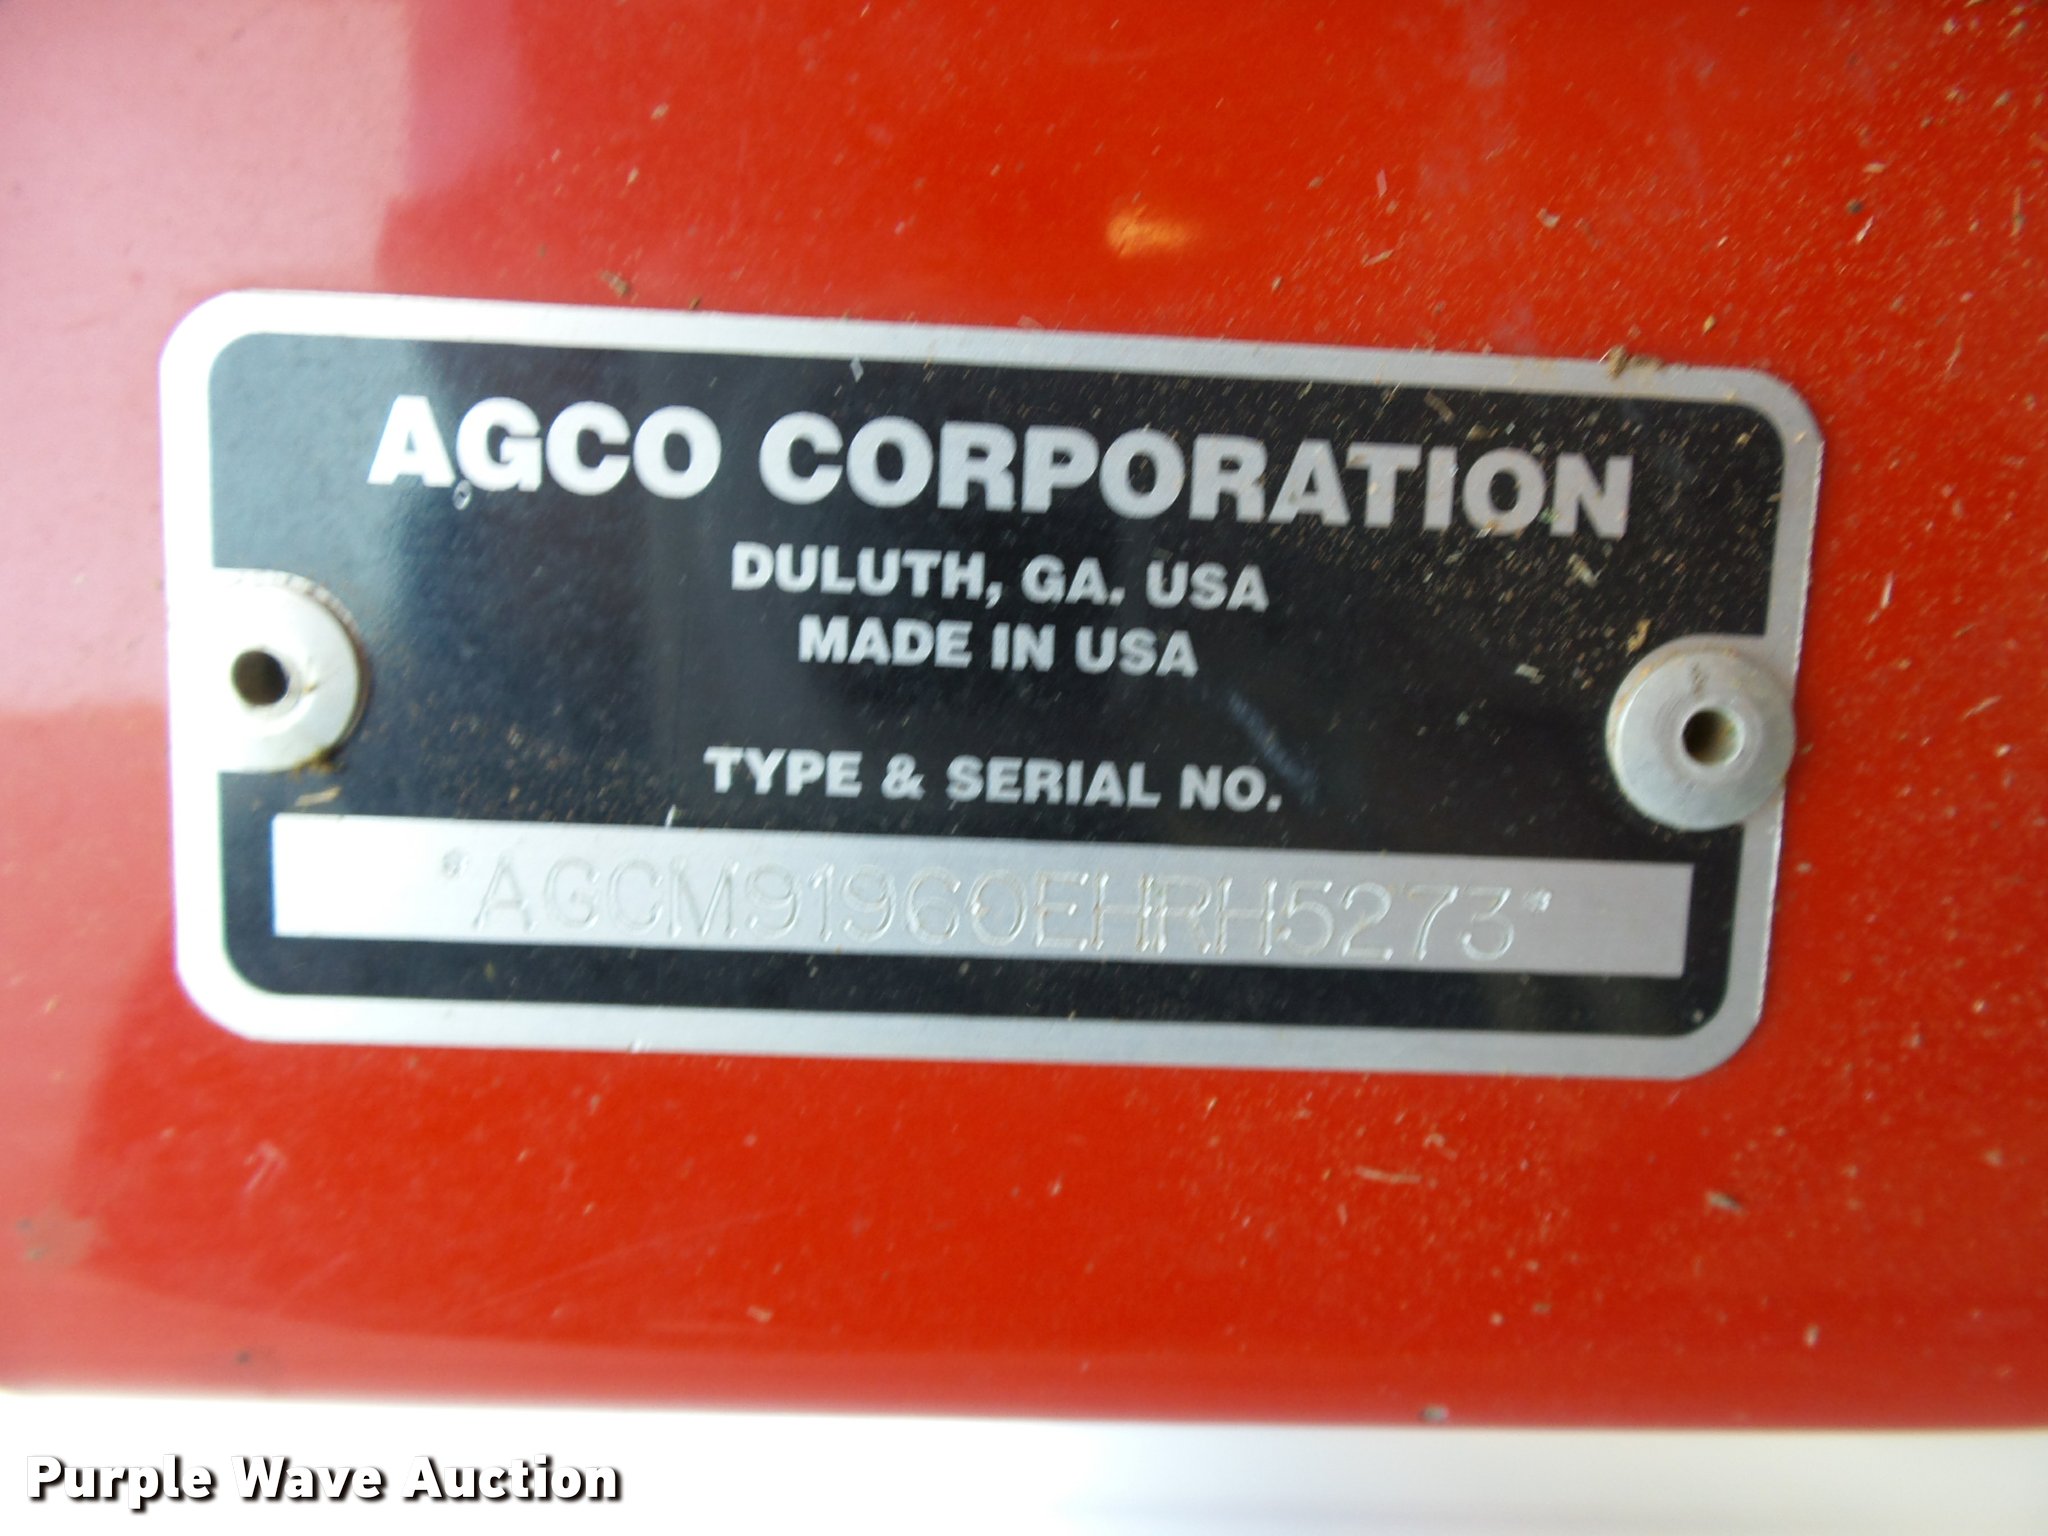 AGCO CORPORATION
DULUTH, GA. USA
MADE IN USA
TYPE & SERIAL NO.
*AGCM91960EHRH5273*
Purple Wave Auction